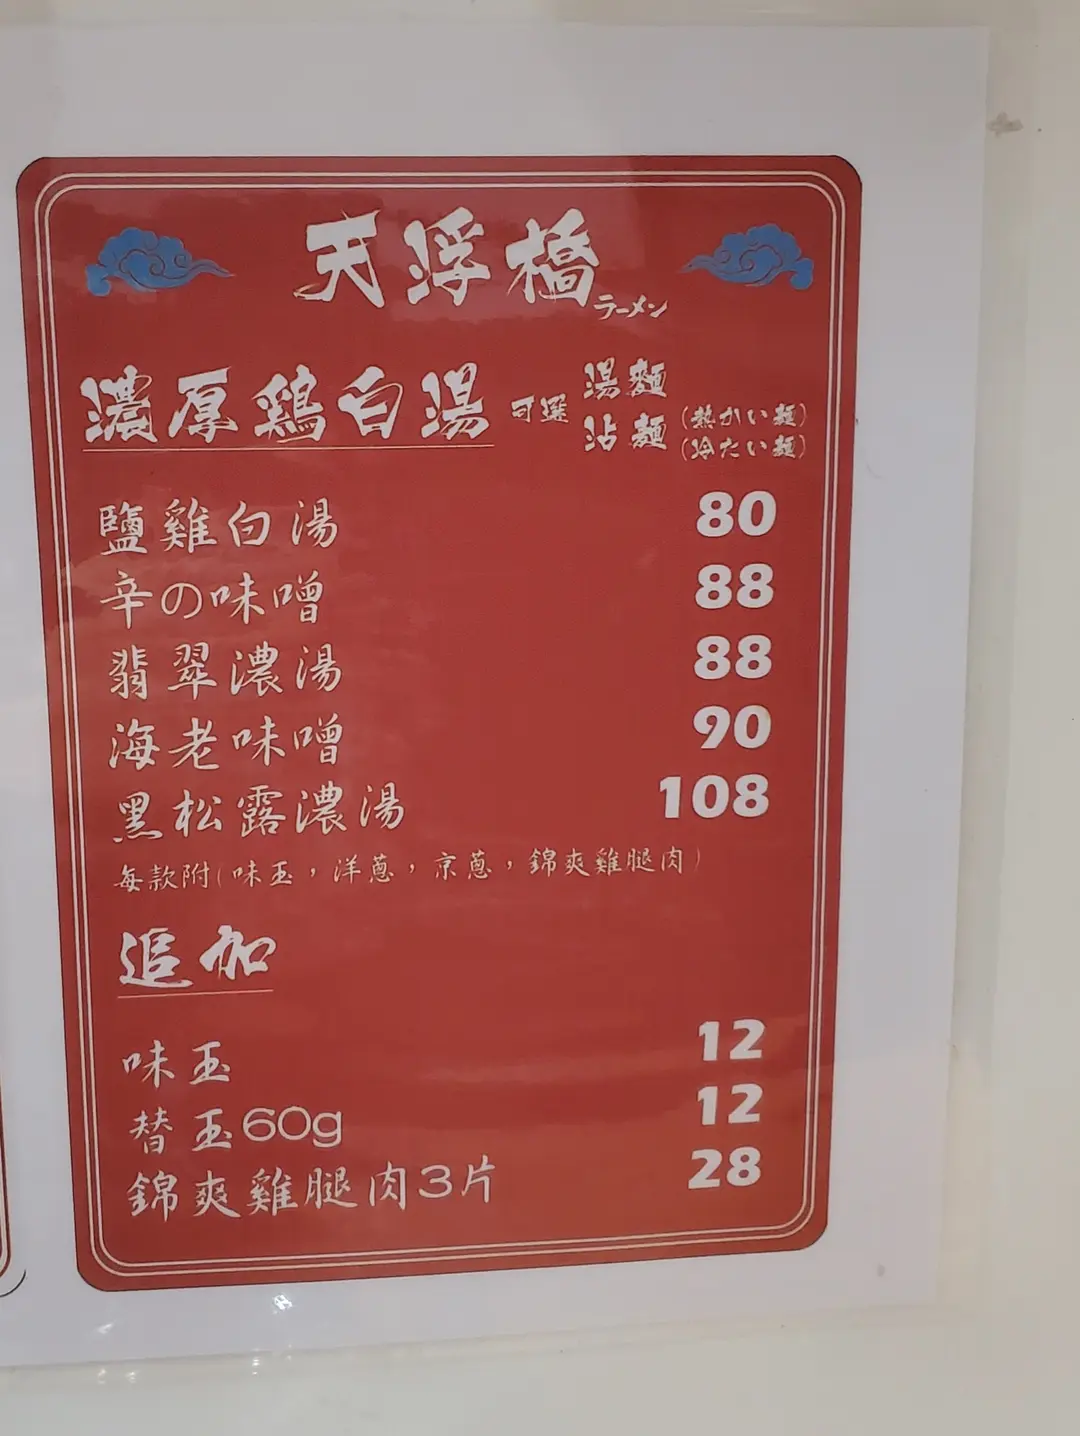 天浮橋
ラーメン
濃厚鶏白湯 可選 湯麵
沾麵 (熱かい麵)
(冷たい麵)
鹽雞白湯 80
辛の味噌 88
翡翠濃湯 88
海老味噌 90
黑松露濃湯 108
每款附(味玉，洋蔥，京蔥，錦爽雞腿肉)
追加
味玉 12
替玉60g 12
錦爽雞腿肉3片 28